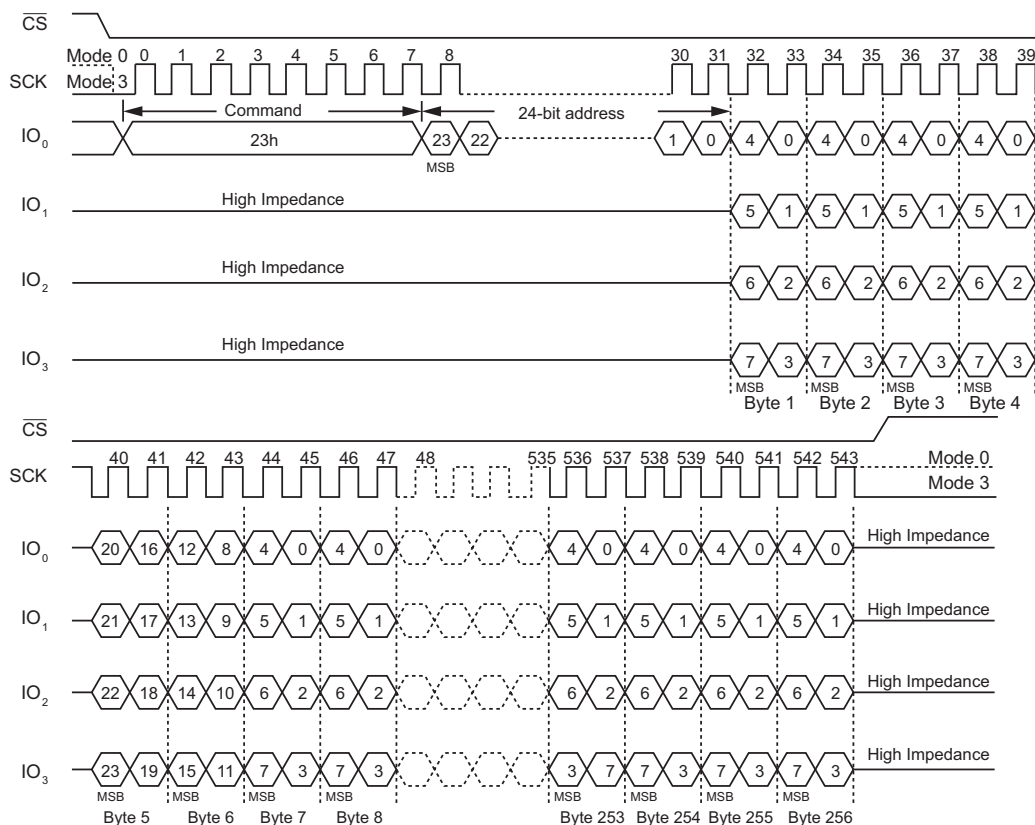 CS
Mode 0 0 1 2 3 4 5 6 7 8 30 31 32 33 34 35 36 37 38 39
SCK Mode 3
Command 24-bit address
IO0 23h 23 22 1 0 4 0 4 0 4 0 4 0
MSB
IO1 High Impedance 5 1 5 1 5 1 5 1
IO2 High Impedance 6 2 6 2 6 2 6 2
IO3 High Impedance 7 3 7 3 7 3 7 3
MSB MSB MSB MSB
Byte 1 Byte 2 Byte 3 Byte 4
CS
40 41 42 43 44 45 46 47 48 535 536 537 538 539 540 541 542 543 Mode 0
SCK Mode 3
IO0 20 16 12 8 4 0 4 0 4 0 4 0 4 0 4 0 High Impedance
IO1 21 17 13 9 5 1 5 1 5 1 5 1 5 1 5 1 High Impedance
IO2 22 18 14 10 6 2 6 2 6 2 6 2 6 2 6 2 High Impedance
IO3 23 19 15 11 7 3 7 3 3 7 7 3 7 3 7 3 High Impedance
MSB MSB MSB MSB MSB MSB MSB MSB
Byte 5 Byte 6 Byte 7 Byte 8 Byte 253 Byte 254 Byte 255 Byte 256